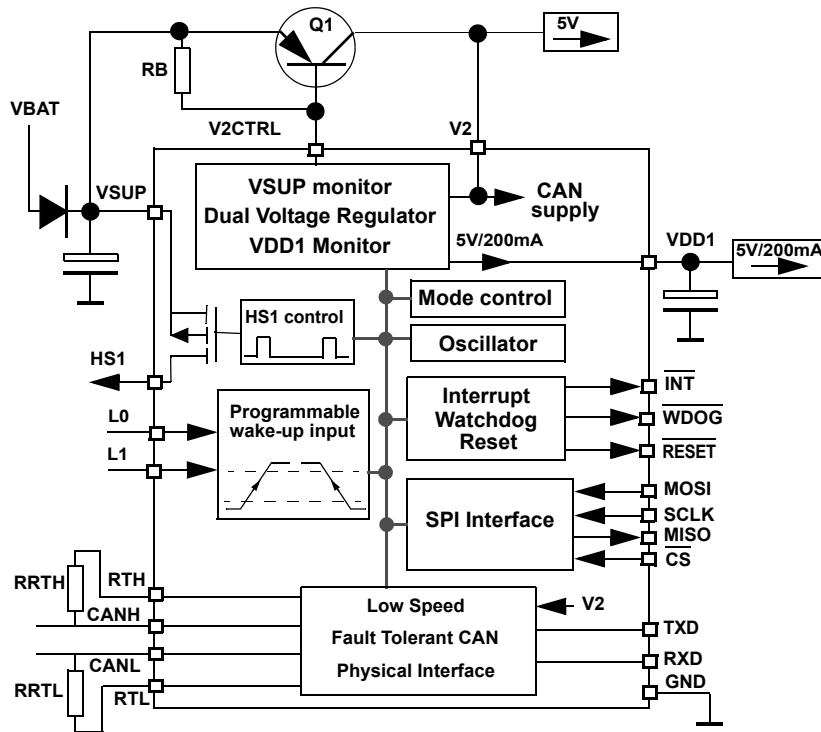 Q1
5V
RB
VBAT
V2CTRL
V2
VSUP
VSUP monitor
Dual Voltage Regulator
VDD1 Monitor
CAN
supply
5V/200mA
VDD1
5V/200mA
HS1 control
Mode control
Oscillator
HS1
L0
L1
Programmable
wake-up input
Interrupt
Watchdog
Reset
INT
WDOG
RESET
SPI Interface
MOSI
SCLK
MISO
CS
RRTH
RTH
CANH
CANL
RRTL
RTL
Low Speed
Fault Tolerant CAN
Physical Interface
V2
TXD
RXD
GND